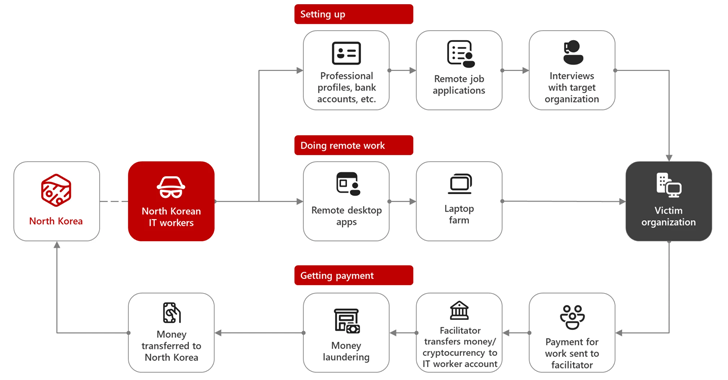 Setting up
Professional
profiles, bank
accounts, etc.
Remote job
applications
Interviews
with target
organization
Doing remote work
North Korea
North Korean
IT workers
Remote desktop
apps
Laptop
farm
Victim
organization
Getting payment
Money
transferred to
North Korea
Money
laundering
Facilitator
transfers money/
cryptocurrency to
IT worker account
Payment for
work sent to
facilitator